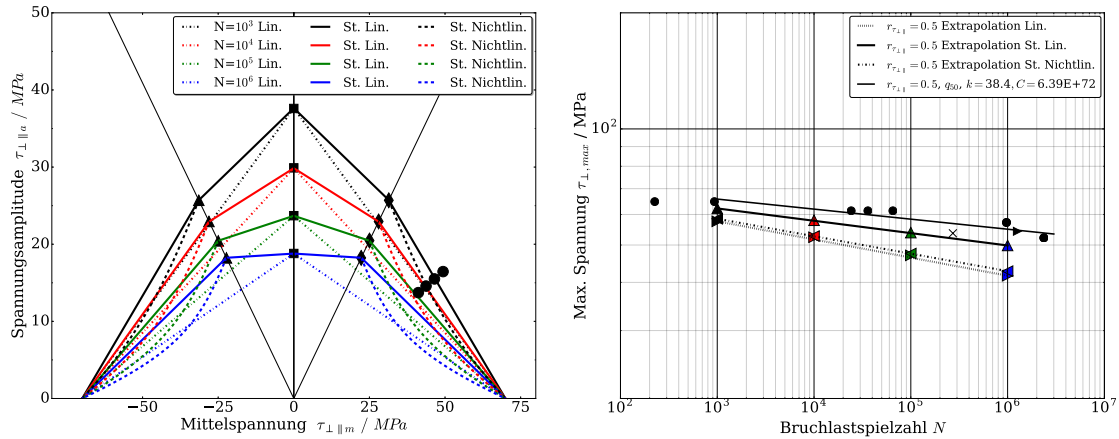 50
40
30
20
10
0
Spannungsamplitude τ⊥∥a / MPa
N=10³ Lin. St. Lin. St. Nichtlin.
N=10⁴ Lin. St. Lin. St. Nichtlin.
N=10⁵ Lin. St. Lin. St. Nichtlin.
N=10⁶ Lin. St. Lin. St. Nichtlin.
−50 −25 0 25 50 75
Mittelspannung τ⊥∥m / MPa
Max. Spannung τ⊥,max / MPa
10²
r_τ⊥∥ = 0.5 Extrapolation Lin.
r_τ⊥∥ = 0.5 Extrapolation St. Lin.
r_τ⊥∥ = 0.5 Extrapolation St. Nichtlin.
r_τ⊥∥ = 0.5, q₅₀, k = 38.4, C = 6.39E+72
10² 10³ 10⁴ 10⁵ 10⁶ 10⁷
Bruchlastspielzahl N